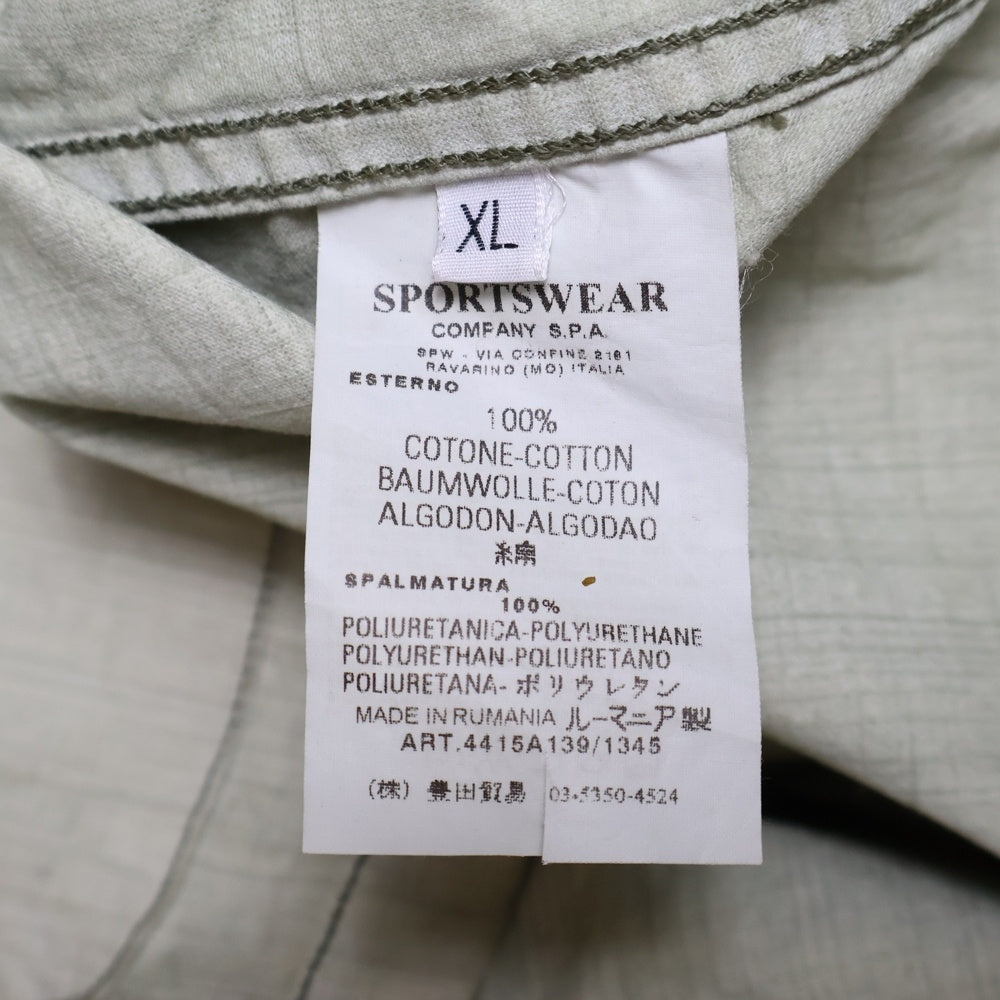 XL
SPORTSWEAR
COMPANY S.P.A.
SPW - VIA CONFINE 2161
RAVARINO (MO) ITALIA
ESTERNO
100%
COTONE-COTTON
BAUMWOLLE-COTON
ALGODON-ALGODAO
綿
SPALMATURA
100%
POLIURETANICA-POLYURETHANE
POLYURETHAN-POLIURETANO
POLIURETANA-ポリウレタン
MADE IN RUMANIA ルーマニア製
ART.4415A139/1345
(株) 豊田貿易 03-5350-4524